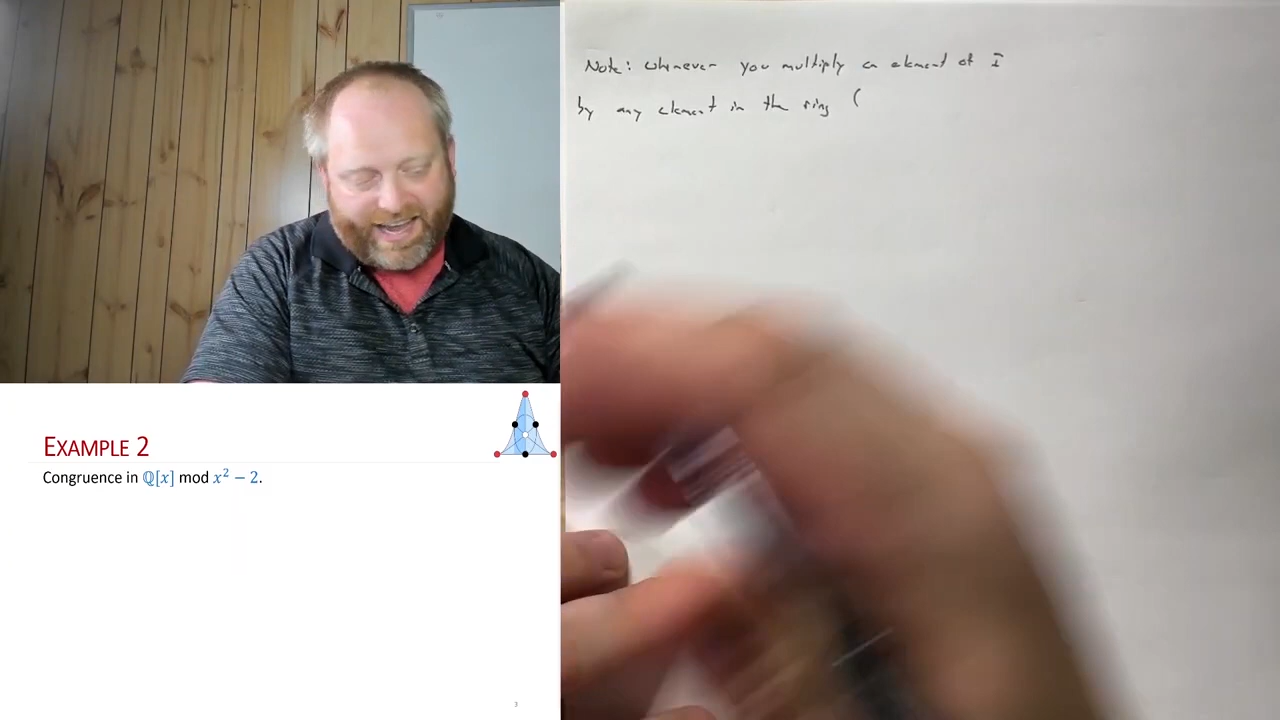 EXAMPLE 2
Congruence in ℚ[x] mod x² − 2.
3
Note: whenever you multiply an element of I
by any element in the ring (